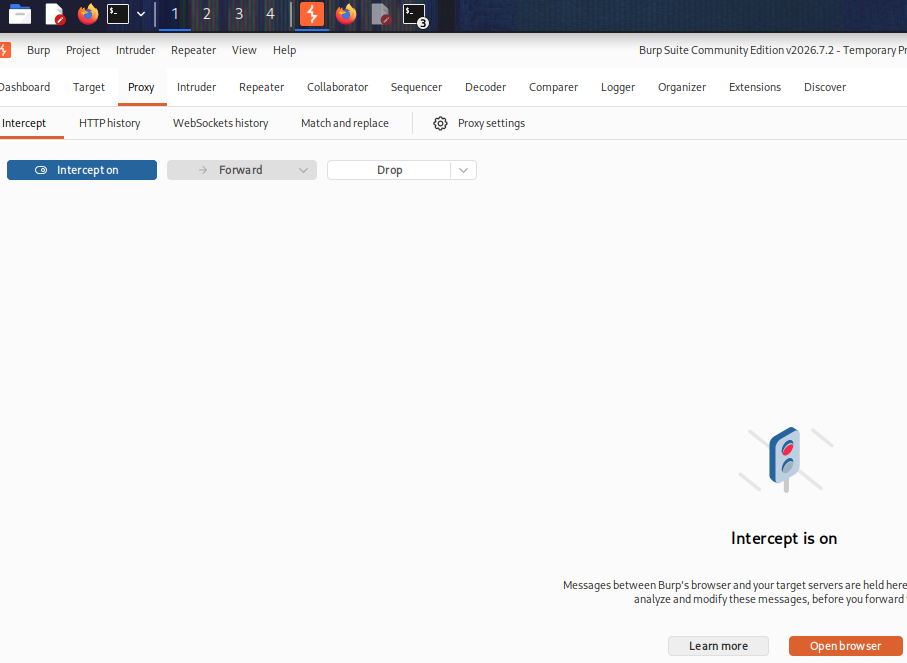 1 2 3 4 3
Burp Project Intruder Repeater View Help Burp Suite Community Edition v2026.7.2 - Temporary Pr
Dashboard Target Proxy Intruder Repeater Collaborator Sequencer Decoder Comparer Logger Organizer Extensions Discover
Intercept HTTP history WebSockets history Match and replace Proxy settings
Intercept on Forward Drop
Intercept is on
Messages between Burp's browser and your target servers are held here
analyze and modify these messages, before you forward
Learn more Open browser